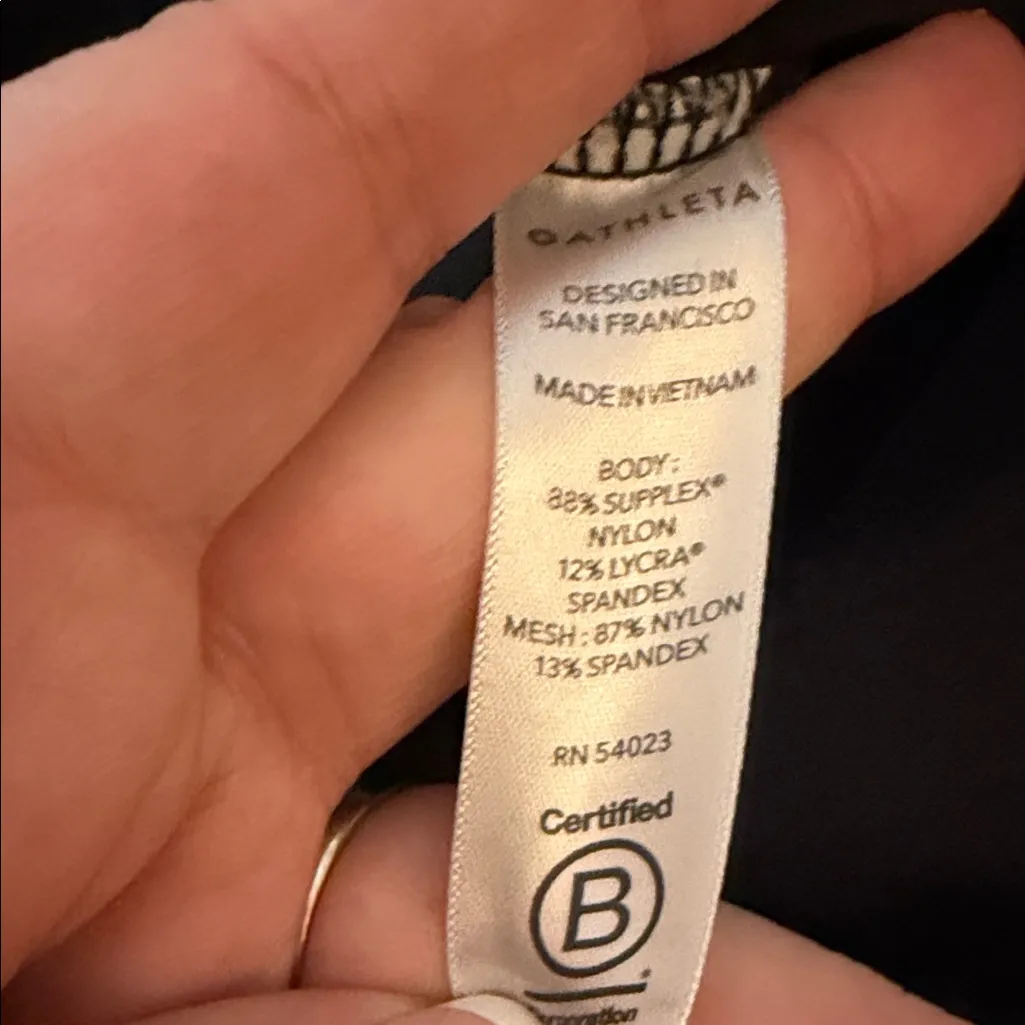 ATHLETA
DESIGNED IN
SAN FRANCISCO
MADE IN VIETNAM
BODY:
88% SUPPLEX®
NYLON
12% LYCRA®
SPANDEX
MESH: 87% NYLON
13% SPANDEX
RN 54023
Certified
B